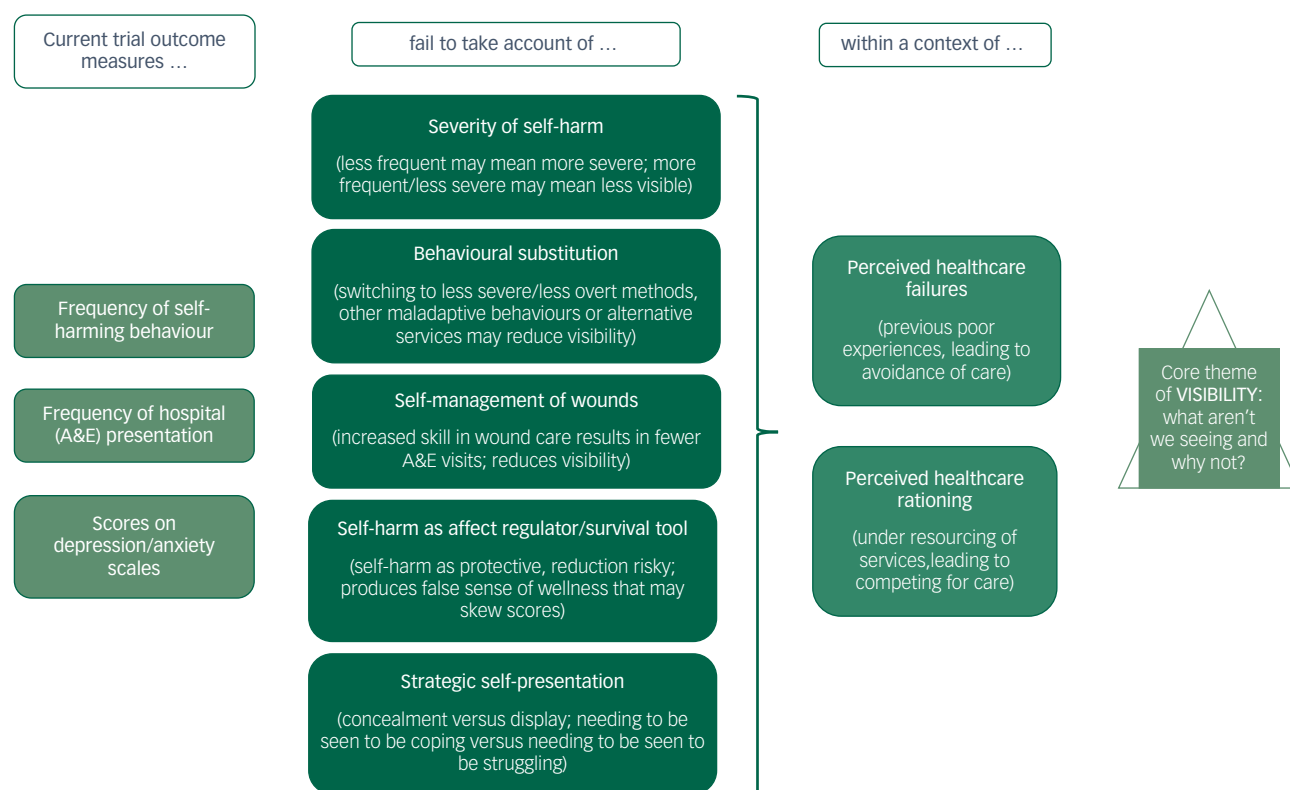 Current trial outcome
measures …
fail to take account of …
within a context of …
Severity of self-harm
(less frequent may mean more severe; more
frequent/less severe may mean less visible)
Behavioural substitution
(switching to less severe/less overt methods,
other maladaptive behaviours or alternative
services may reduce visibility)
Self-management of wounds
(increased skill in wound care results in fewer
A&E visits; reduces visibility)
Self-harm as affect regulator/survival tool
(self-harm as protective, reduction risky;
produces false sense of wellness that may
skew scores)
Strategic self-presentation
(concealment versus display; needing to be
seen to be coping versus needing to be seen to
be struggling)
Frequency of self-
harming behaviour
Frequency of hospital
(A&E) presentation
Scores on
depression/anxiety
scales
Perceived healthcare
failures
(previous poor
experiences, leading to
avoidance of care)
Perceived healthcare
rationing
(under resourcing of
services,leading to
competing for care)
Core theme
of VISIBILITY:
what aren't
we seeing and
why not?